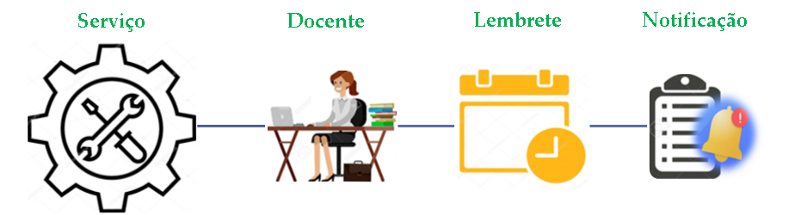 Serviço
Docente
Lembrete
Notificação